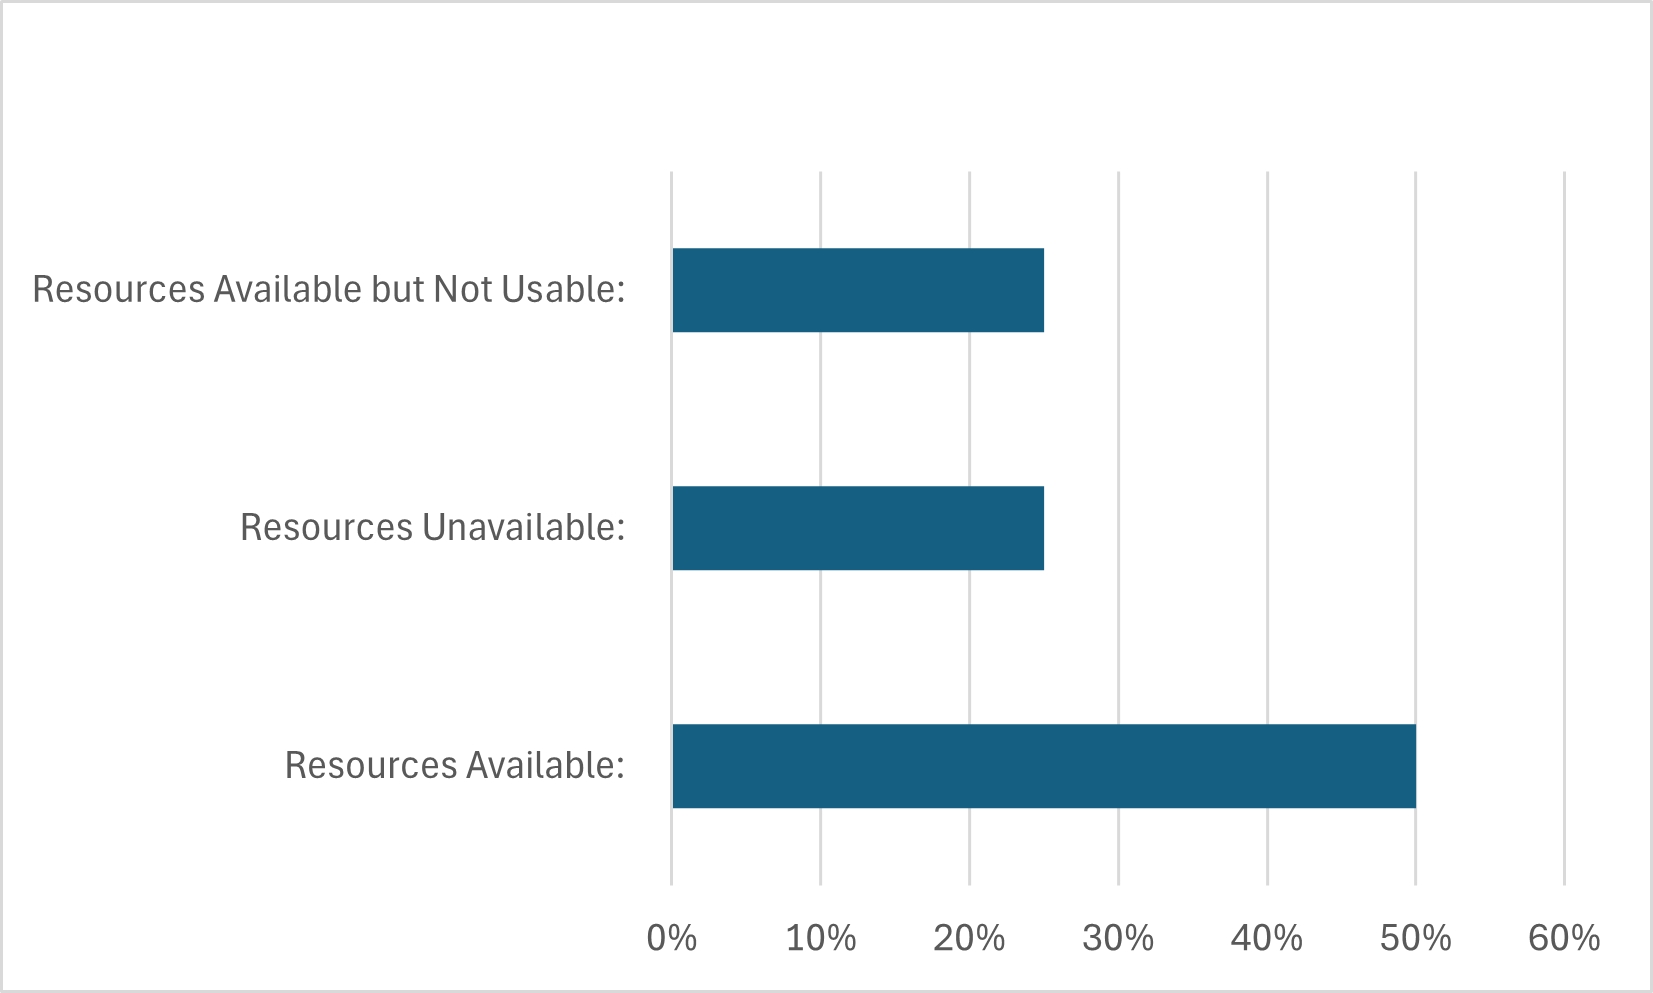 Resources Available but Not Usable:
Resources Unavailable:
Resources Available:
0% 10% 20% 30% 40% 50% 60%